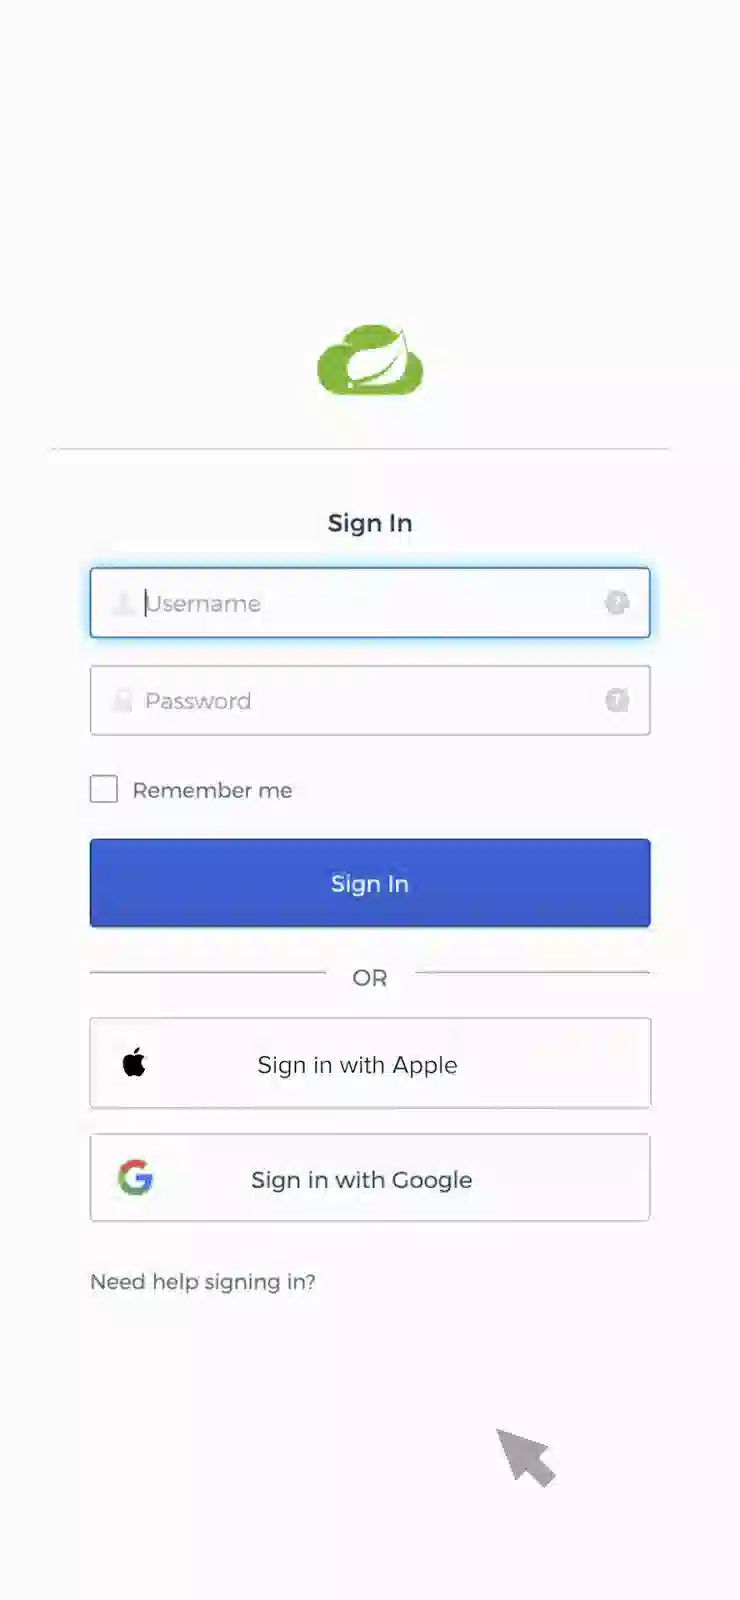 Sign In
Username
Password
Remember me
Sign In
OR
Sign in with Apple
Sign in with Google
Need help signing in?